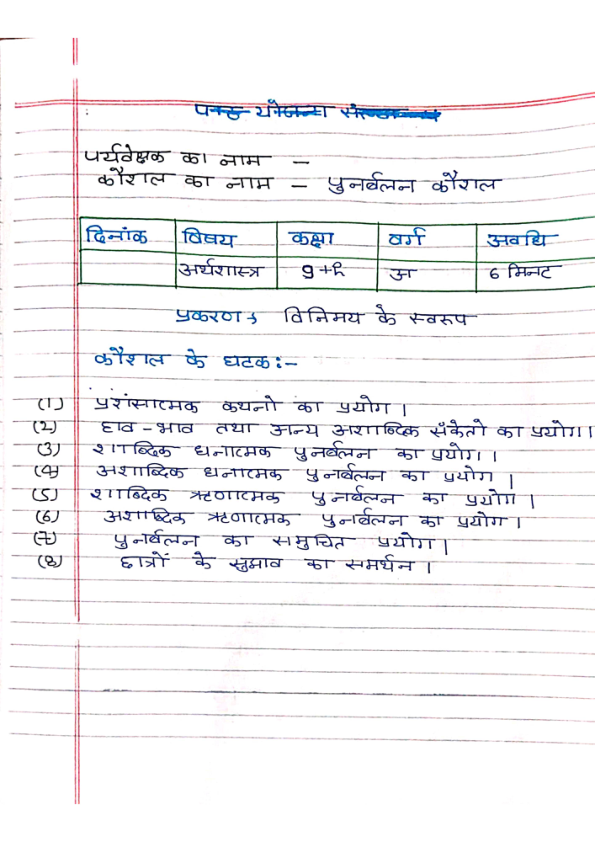 पर्यवेक्षक का नाम –
कौशल का नाम – पुनर्बलन कौशल
दिनांक विषय कक्षा वर्ग अवधि
अर्थशास्त्र 9th अ 6 मिनट
प्रकरण → विनिमय के स्वरूप
कौशल के घटक :-
(1) प्रशंसात्मक कथनो का प्रयोग।
(2) हाव-भाव तथा अन्य अशाब्दिक संकेतो का प्रयोग।
(3) शाब्दिक धनात्मक पुनर्बलन का प्रयोग।
(4) अशाब्दिक धनात्मक पुनर्बलन का प्रयोग।
(5) शाब्दिक ऋणात्मक पुनर्बलन का प्रयोग।
(6) अशाब्दिक ऋणात्मक पुनर्बलन का प्रयोग।
(7) पुनर्बलन का समुचित प्रयोग।
(8) छात्रों के सुझाव का समर्थन।